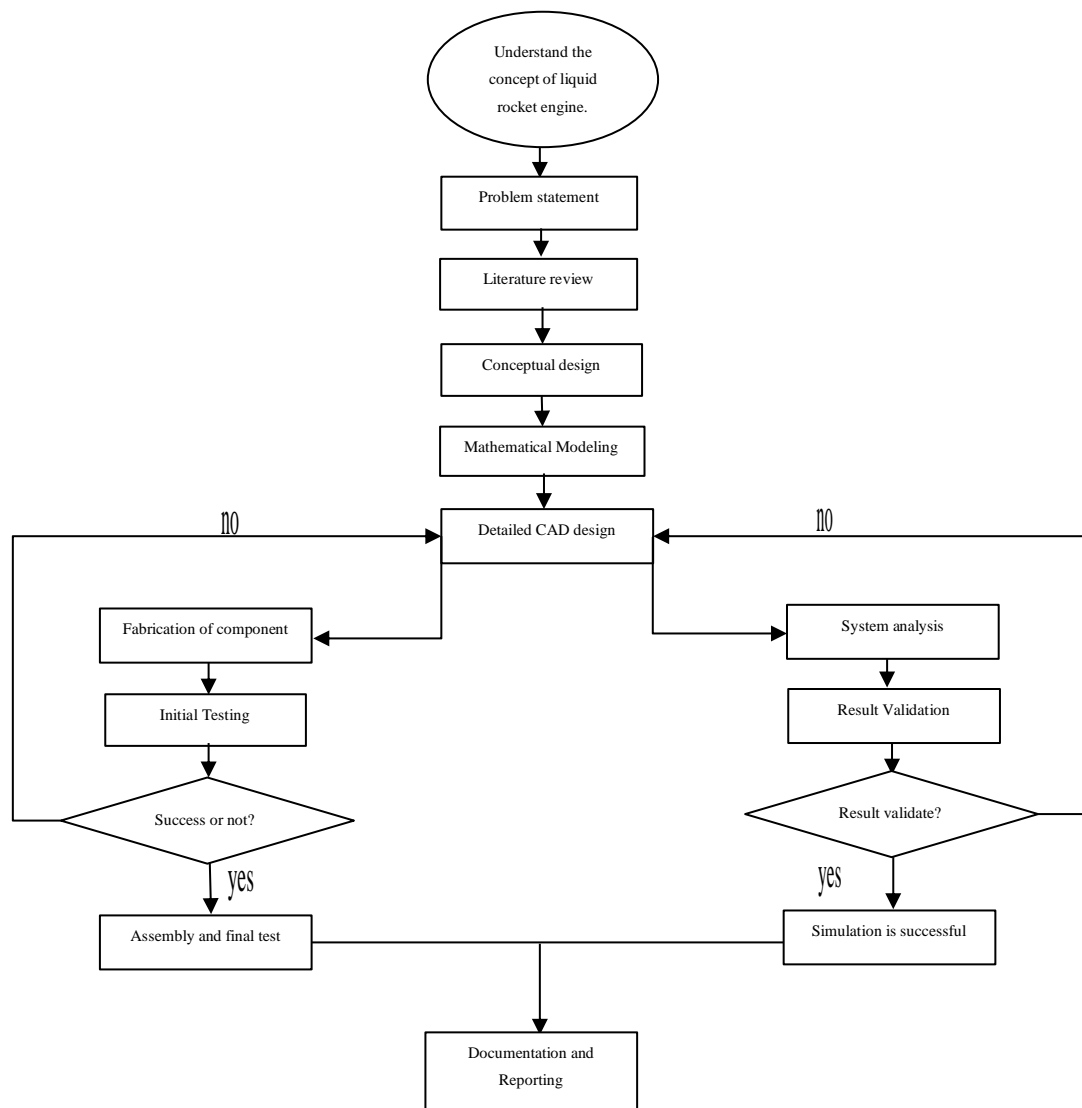 Understand the
concept of liquid
rocket engine.
Problem statement
Literature review
Conceptual design
Mathematical Modeling
no
no
Detailed CAD design
Fabrication of component
System analysis
Initial Testing
Result Validation
Success or not?
Result validate?
yes
yes
Assembly and final test
Simulation is successful
Documentation and
Reporting